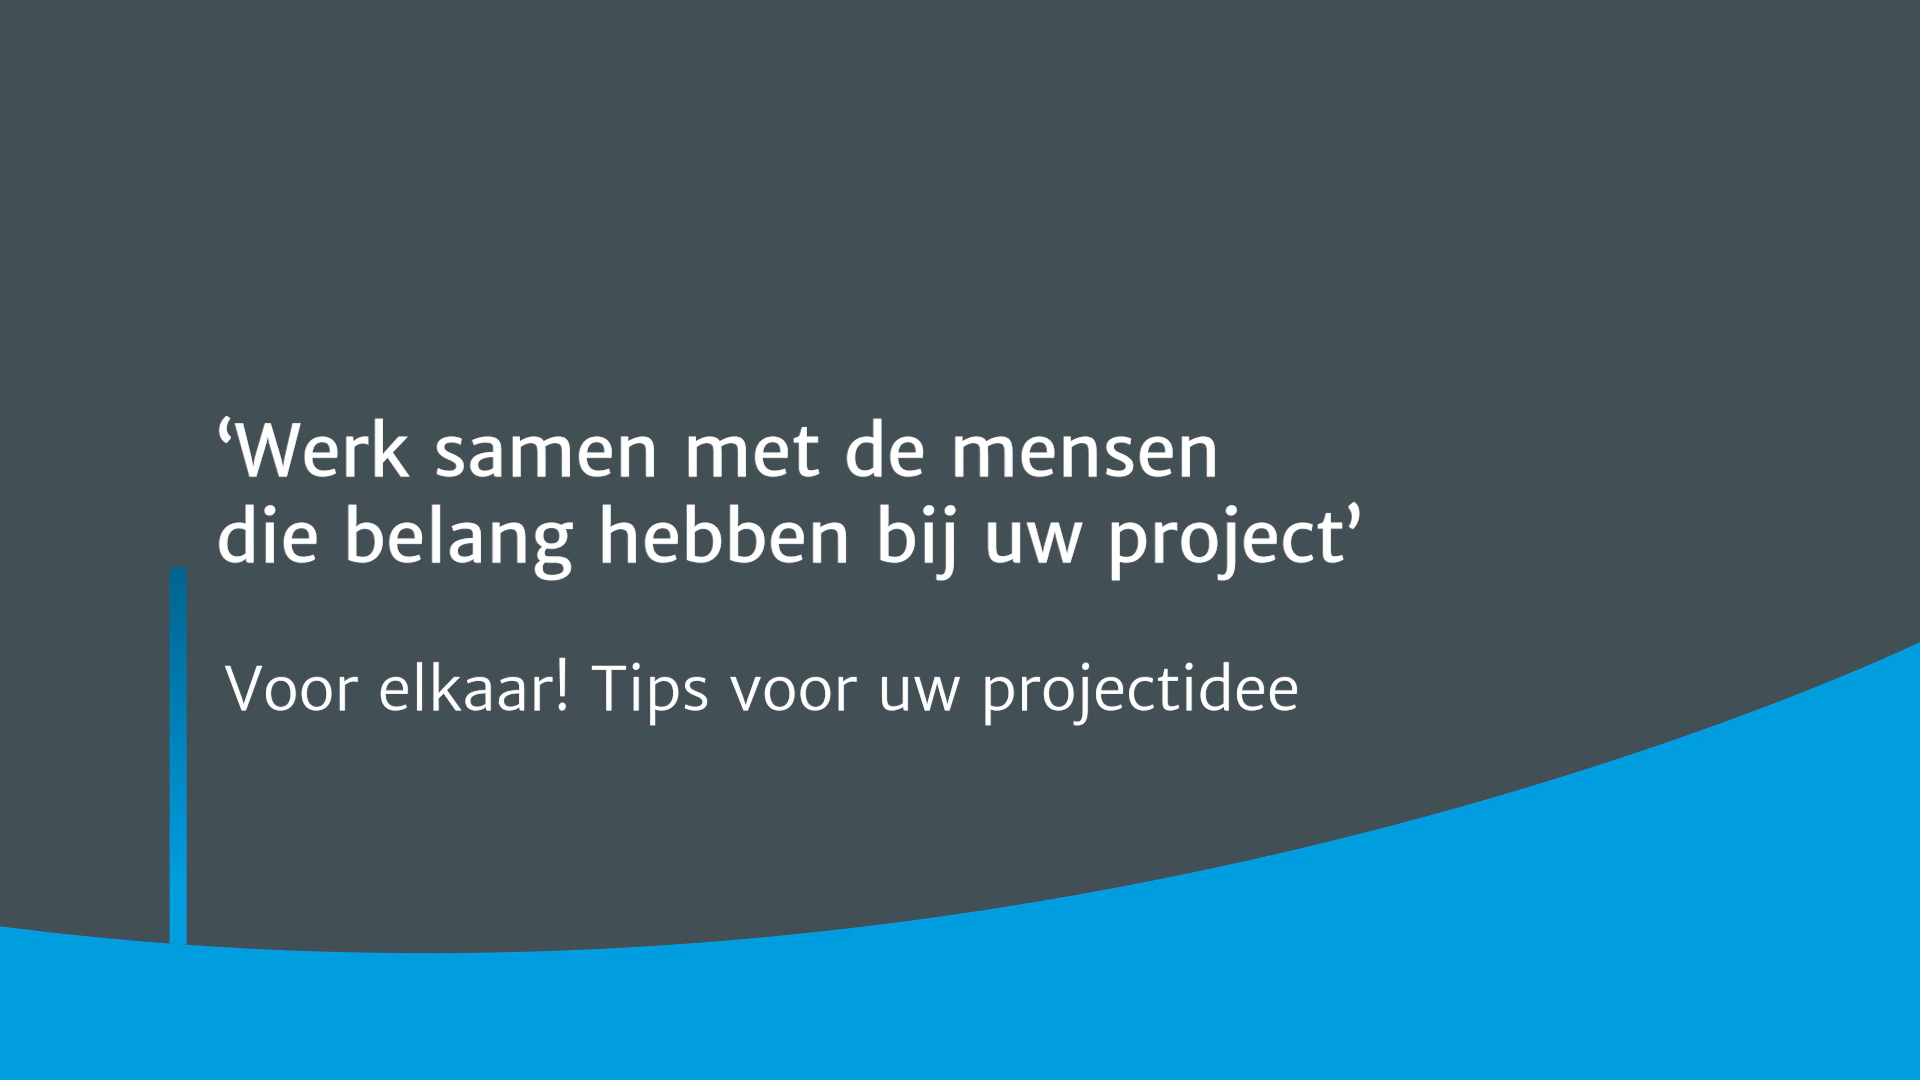 ‘Werk samen met de mensen
die belang hebben bij uw project’
Voor elkaar! Tips voor uw projectidee